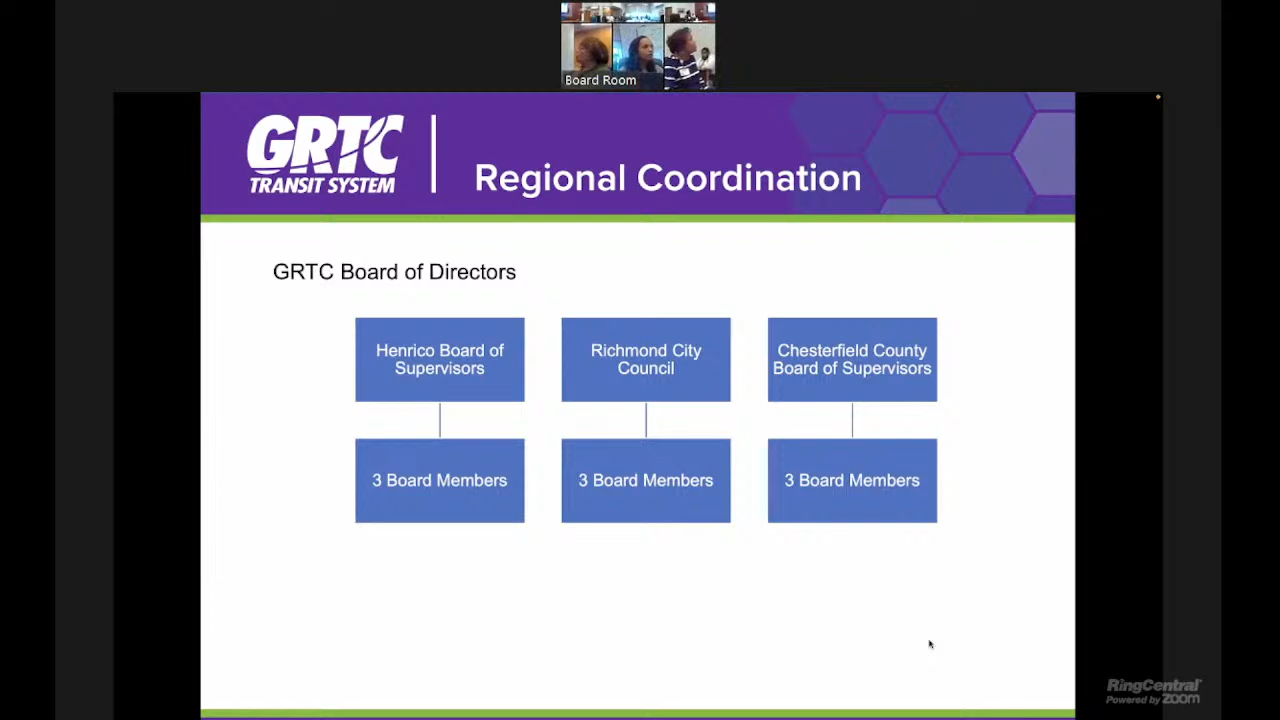 Board Room
GRTC
TRANSIT SYSTEM
Regional Coordination
GRTC Board of Directors
Henrico Board of
Supervisors
Richmond City
Council
Chesterfield County
Board of Supervisors
3 Board Members
3 Board Members
3 Board Members
RingCentral
Powered by zoom